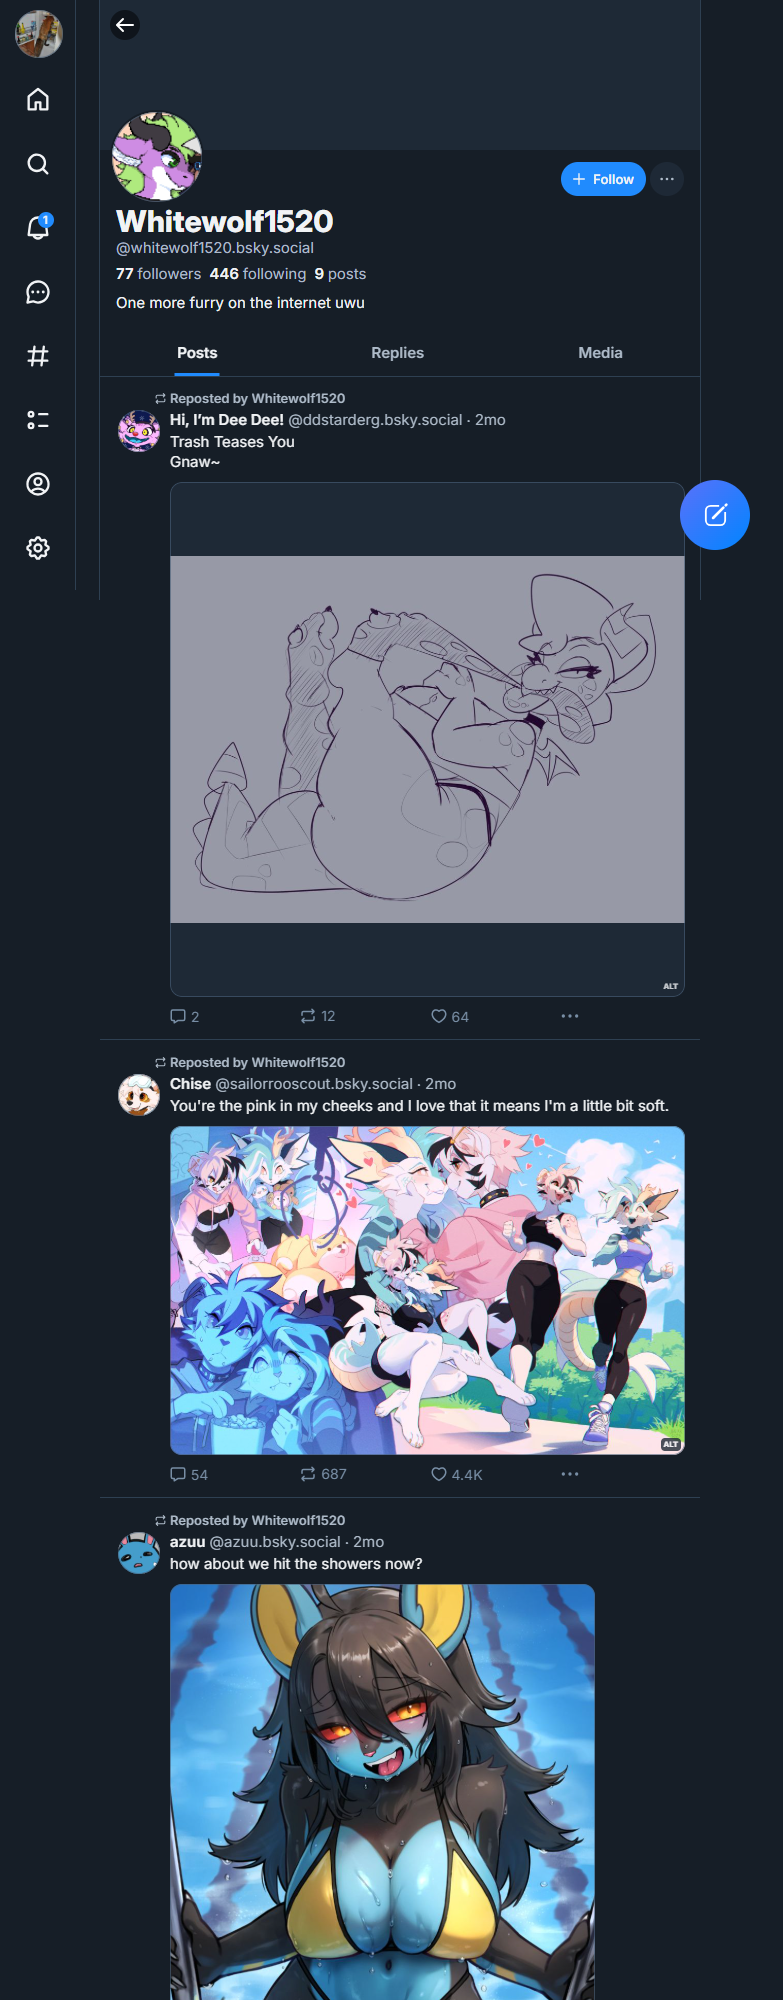 1
Follow
Whitewolf1520
@whitewolf1520.bsky.social
77 followers 446 following 9 posts
One more furry on the internet uwu
Posts Replies Media
Reposted by Whitewolf1520
Hi, I'm Dee Dee! @ddstarderg.bsky.social · 2mo
Trash Teases You
Gnaw~
ALT
2 12 64
Reposted by Whitewolf1520
Chise @sailorrooscout.bsky.social · 2mo
You're the pink in my cheeks and I love that it means I'm a little bit soft.
ALT
54 687 4.4K
Reposted by Whitewolf1520
azuu @azuu.bsky.social · 2mo
how about we hit the showers now?